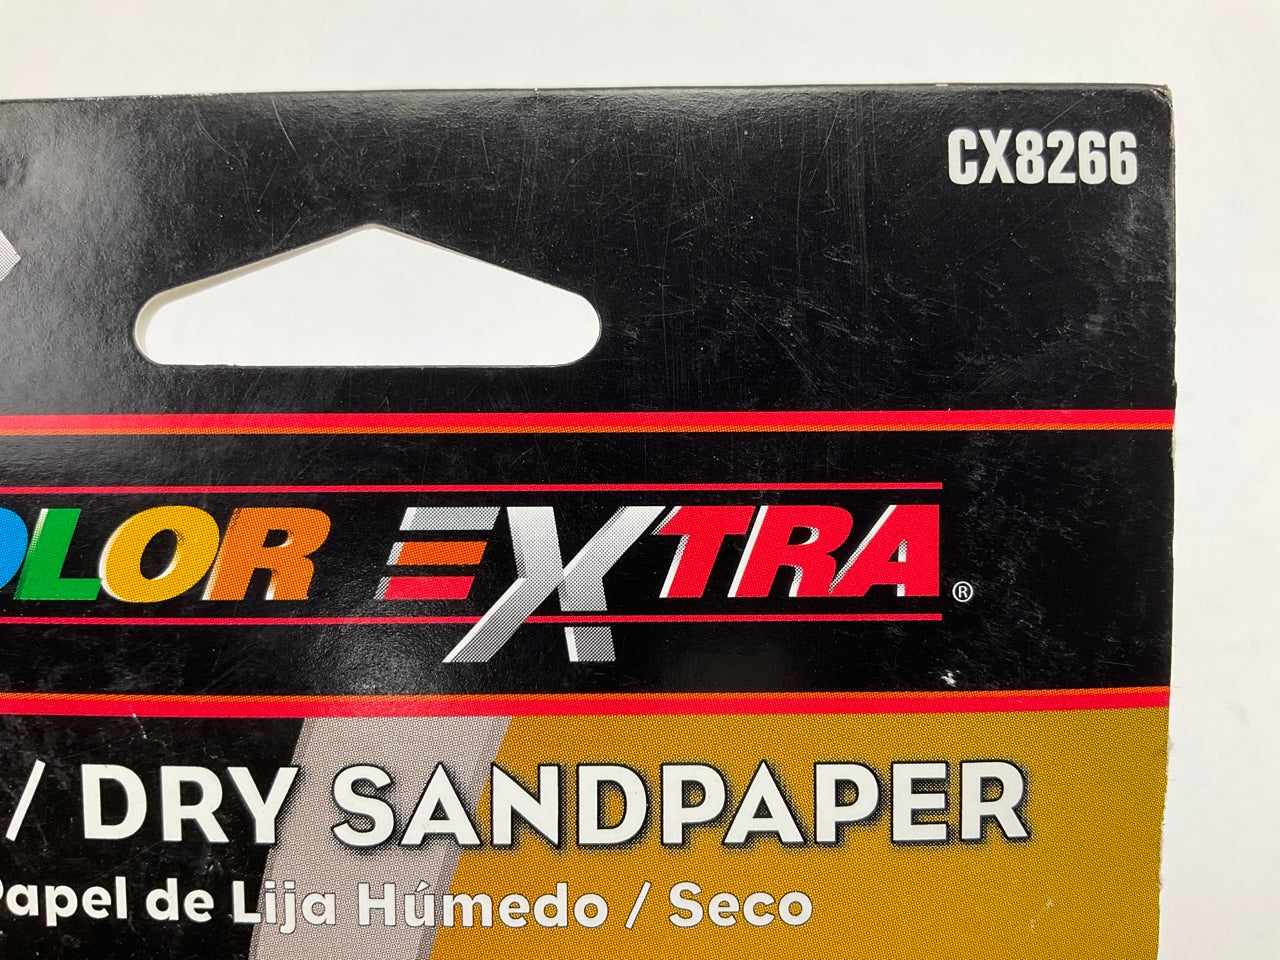 CX8266
OLOR EXTRA®
/ DRY SANDPAPER
Papel de Lija Húmedo / Seco